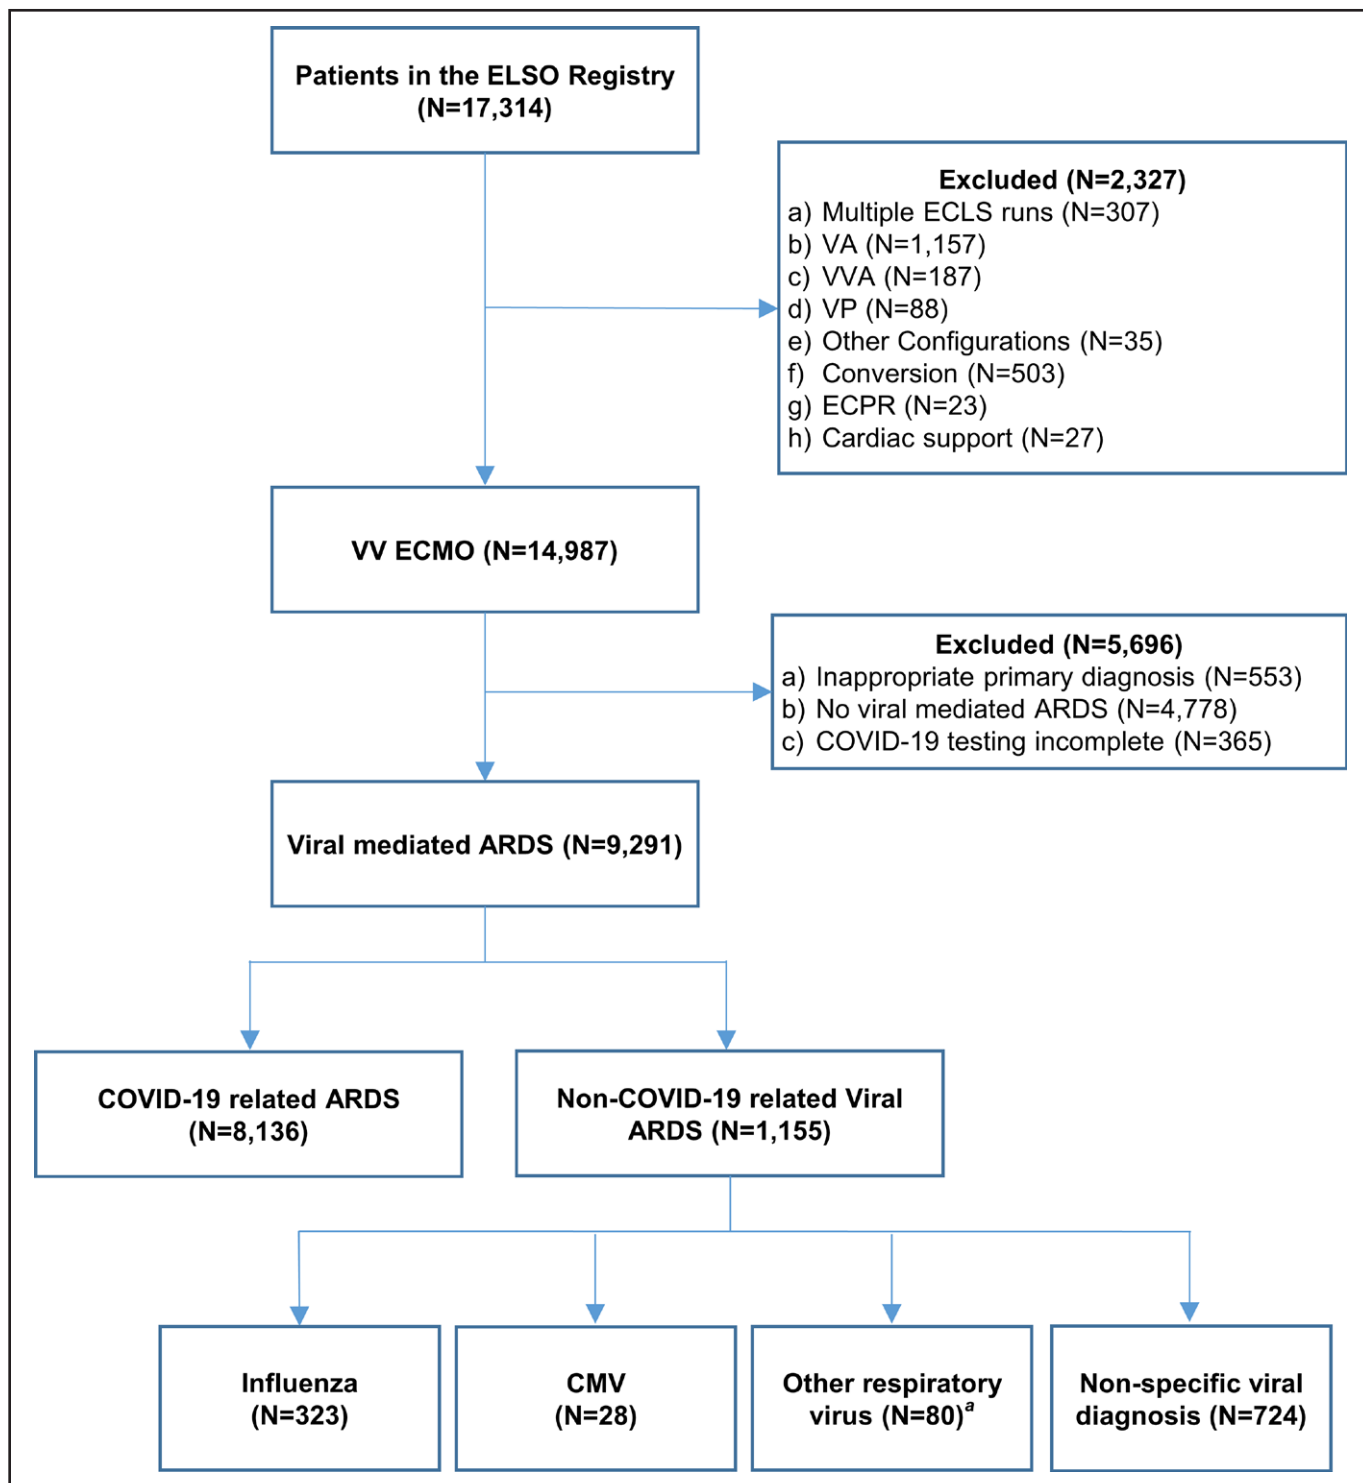 Patients in the ELSO Registry
(N=17,314)
Excluded (N=2,327)
a) Multiple ECLS runs (N=307)
b) VA (N=1,157)
c) VVA (N=187)
d) VP (N=88)
e) Other Configurations (N=35)
f) Conversion (N=503)
g) ECPR (N=23)
h) Cardiac support (N=27)
VV ECMO (N=14,987)
Excluded (N=5,696)
a) Inappropriate primary diagnosis (N=553)
b) No viral mediated ARDS (N=4,778)
c) COVID-19 testing incomplete (N=365)
Viral mediated ARDS (N=9,291)
COVID-19 related ARDS
(N=8,136)
Non-COVID-19 related Viral
ARDS (N=1,155)
Influenza
(N=323)
CMV
(N=28)
Other respiratory
virus (N=80)a
Non-specific viral
diagnosis (N=724)